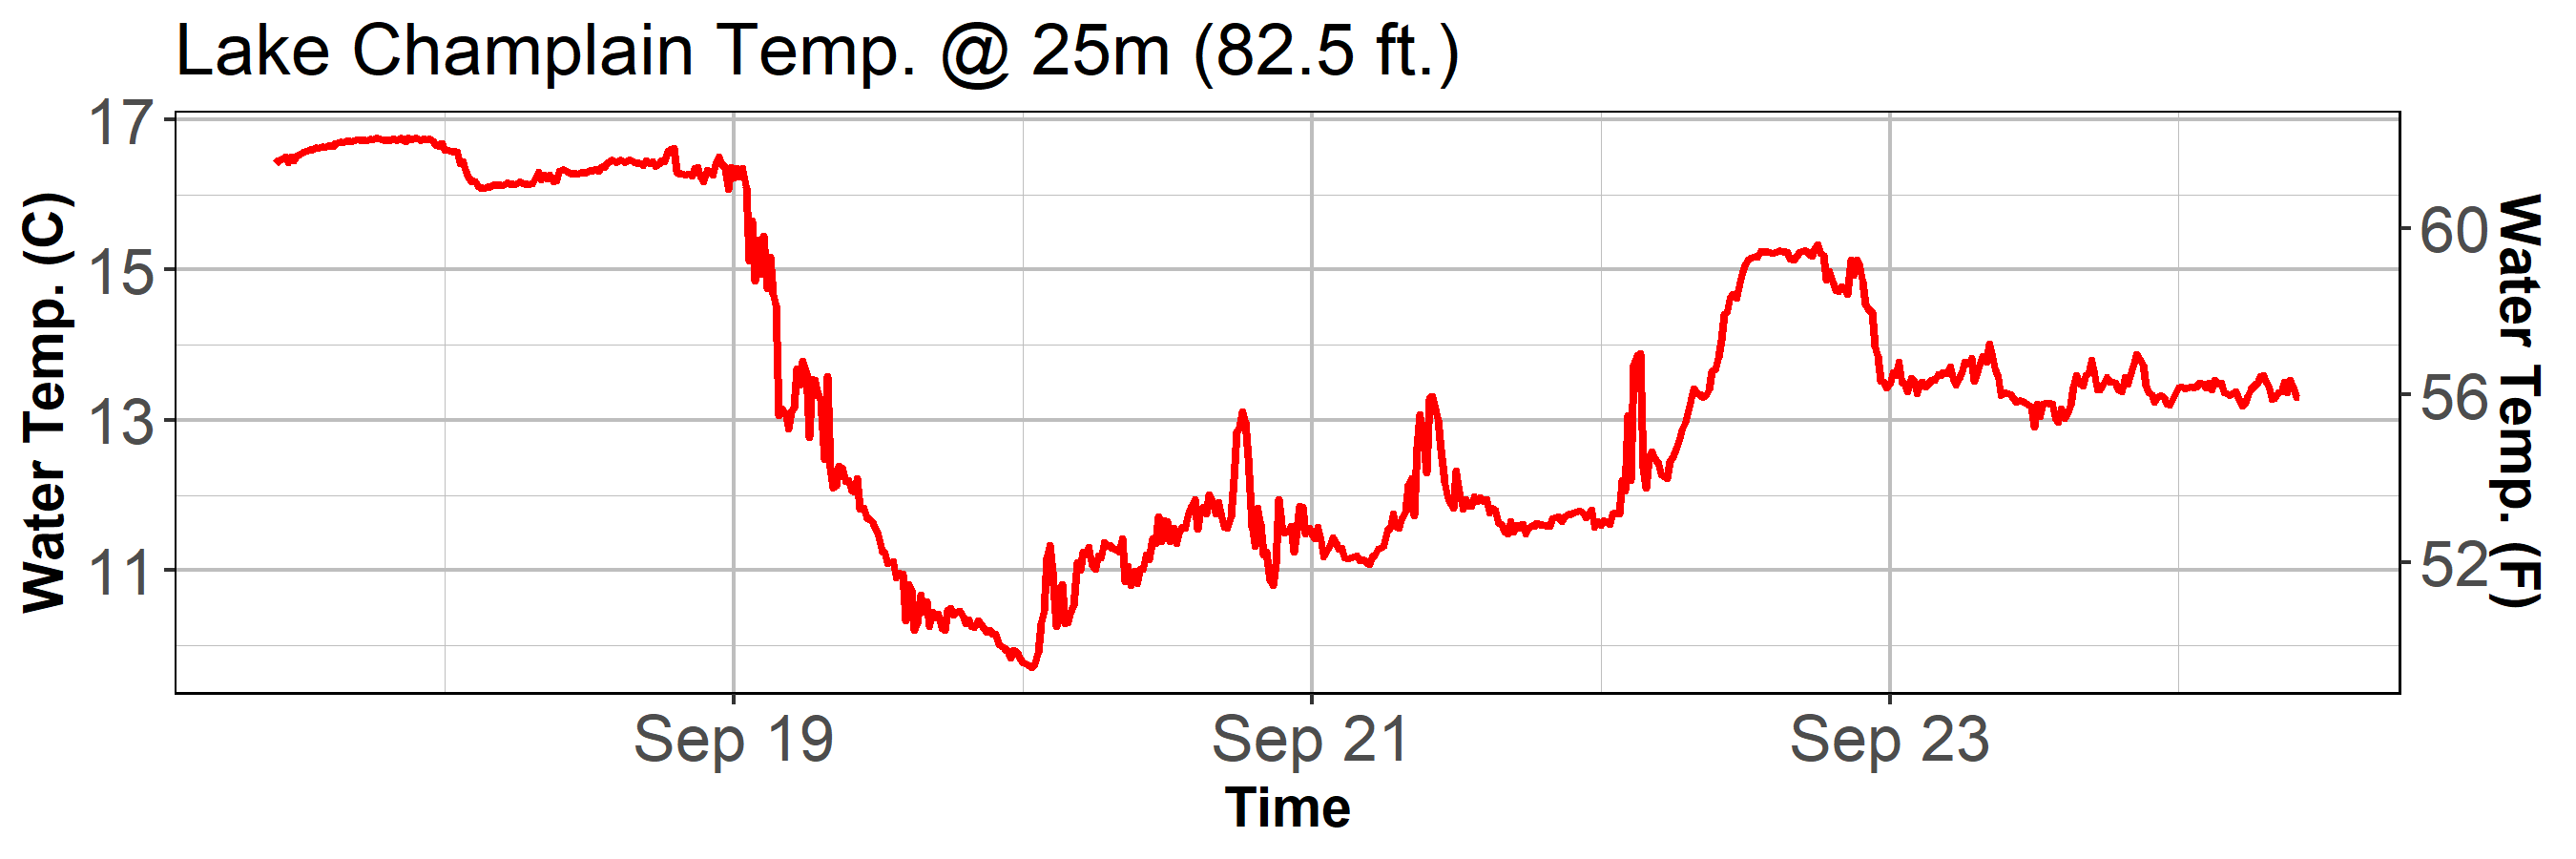 Lake Champlain Temp. @ 25m (82.5 ft.)
Water Temp. (C)
17
15
13
11
60
56
52
Water Temp. (F)
Sep 19
Sep 21
Sep 23
Time